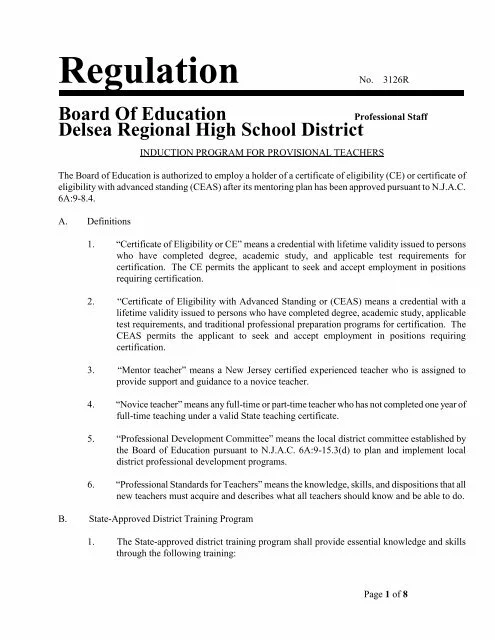 Regulation
No. 3126R
Board Of Education
Professional Staff
Delsea Regional High School District
INDUCTION PROGRAM FOR PROVISIONAL TEACHERS
The Board of Education is authorized to employ a holder of a certificate of eligibility (CE) or certificate of
eligibility with advanced standing (CEAS) after its mentoring plan has been approved pursuant to N.J.A.C.
6A:9-8.4.
A. Definitions
1. “Certificate of Eligibility or CE” means a credential with lifetime validity issued to persons
who have completed degree, academic study, and applicable test requirements for
certification. The CE permits the applicant to seek and accept employment in positions
requiring certification.
2. “Certificate of Eligibility with Advanced Standing or (CEAS) means a credential with a
lifetime validity issued to persons who have completed degree, academic study, applicable
test requirements, and traditional professional preparation programs for certification. The
CEAS permits the applicant to seek and accept employment in positions requiring
certification.
3. “Mentor teacher” means a New Jersey certified experienced teacher who is assigned to
provide support and guidance to a novice teacher.
4. “Novice teacher” means any full-time or part-time teacher who has not completed one year of
full-time teaching under a valid State teaching certificate.
5. “Professional Development Committee” means the local district committee established by
the Board of Education pursuant to N.J.A.C. 6A:9-15.3(d) to plan and implement local
district professional development programs.
6. “Professional Standards for Teachers” means the knowledge, skills, and dispositions that all
new teachers must acquire and describes what all teachers should know and be able to do.
B. State-Approved District Training Program
1. The State-approved district training program shall provide essential knowledge and skills
through the following training:
Page 1 of 8